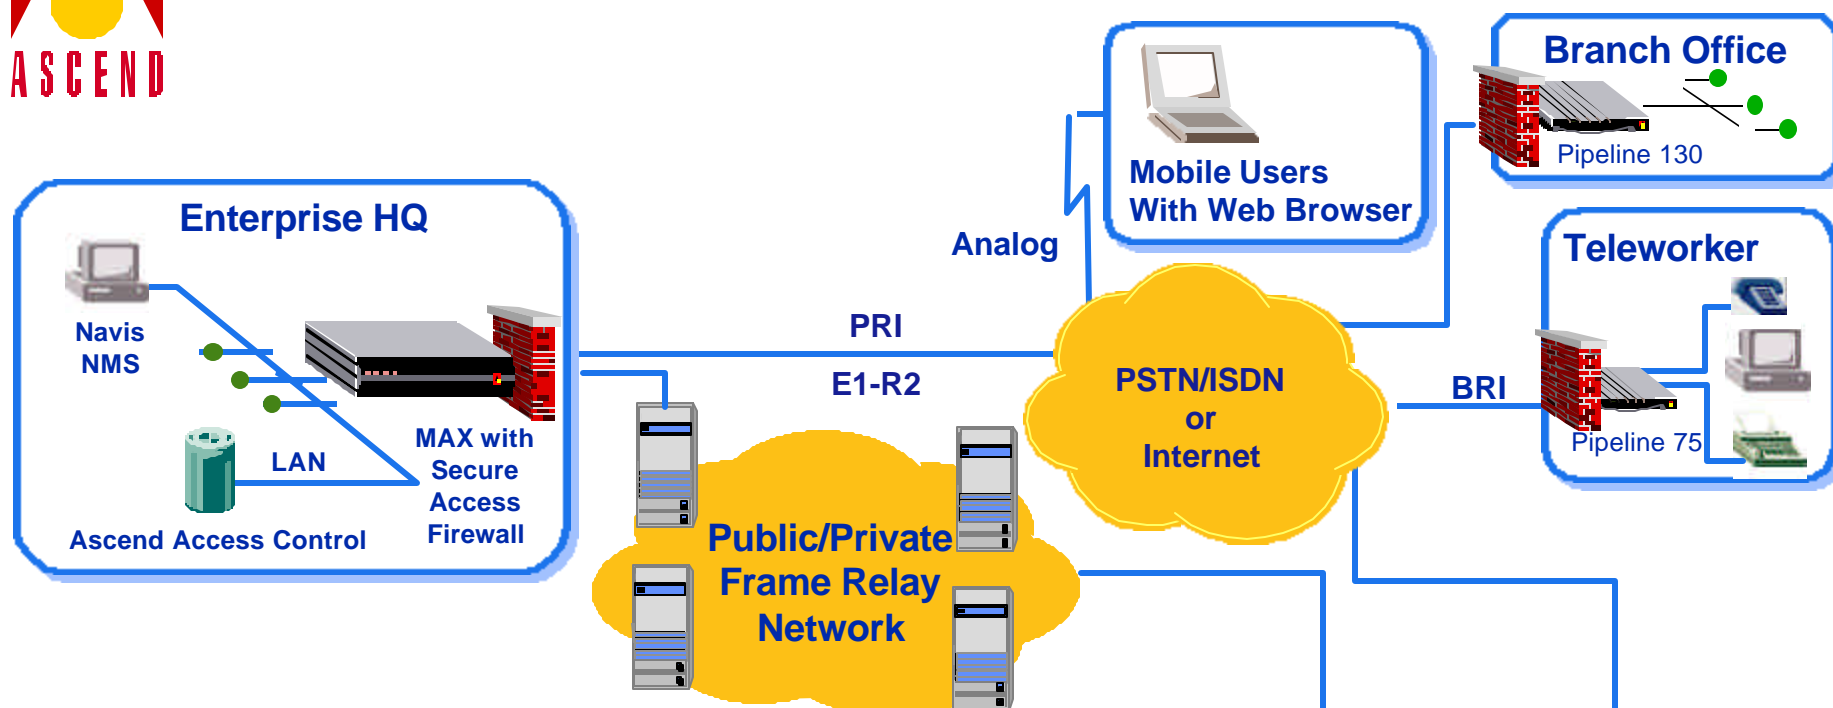 ASCEND
Enterprise HQ
Navis
NMS
LAN
MAX with
Secure
Access
Firewall
Ascend Access Control
PRI
E1-R2
Analog
Mobile Users
With Web Browser
Branch Office
Pipeline 130
Teleworker
Pipeline 75
BRI
PSTN/ISDN
or
Internet
Public/Private
Frame Relay
Network